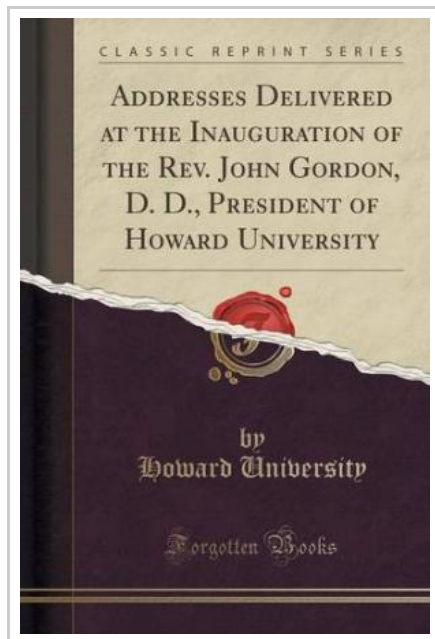 CLASSIC REPRINT SERIES
ADDRESSES DELIVERED
AT THE INAUGURATION OF
THE REV. JOHN GORDON,
D. D., PRESIDENT OF
HOWARD UNIVERSITY
by
Howard University
Forgotten Books